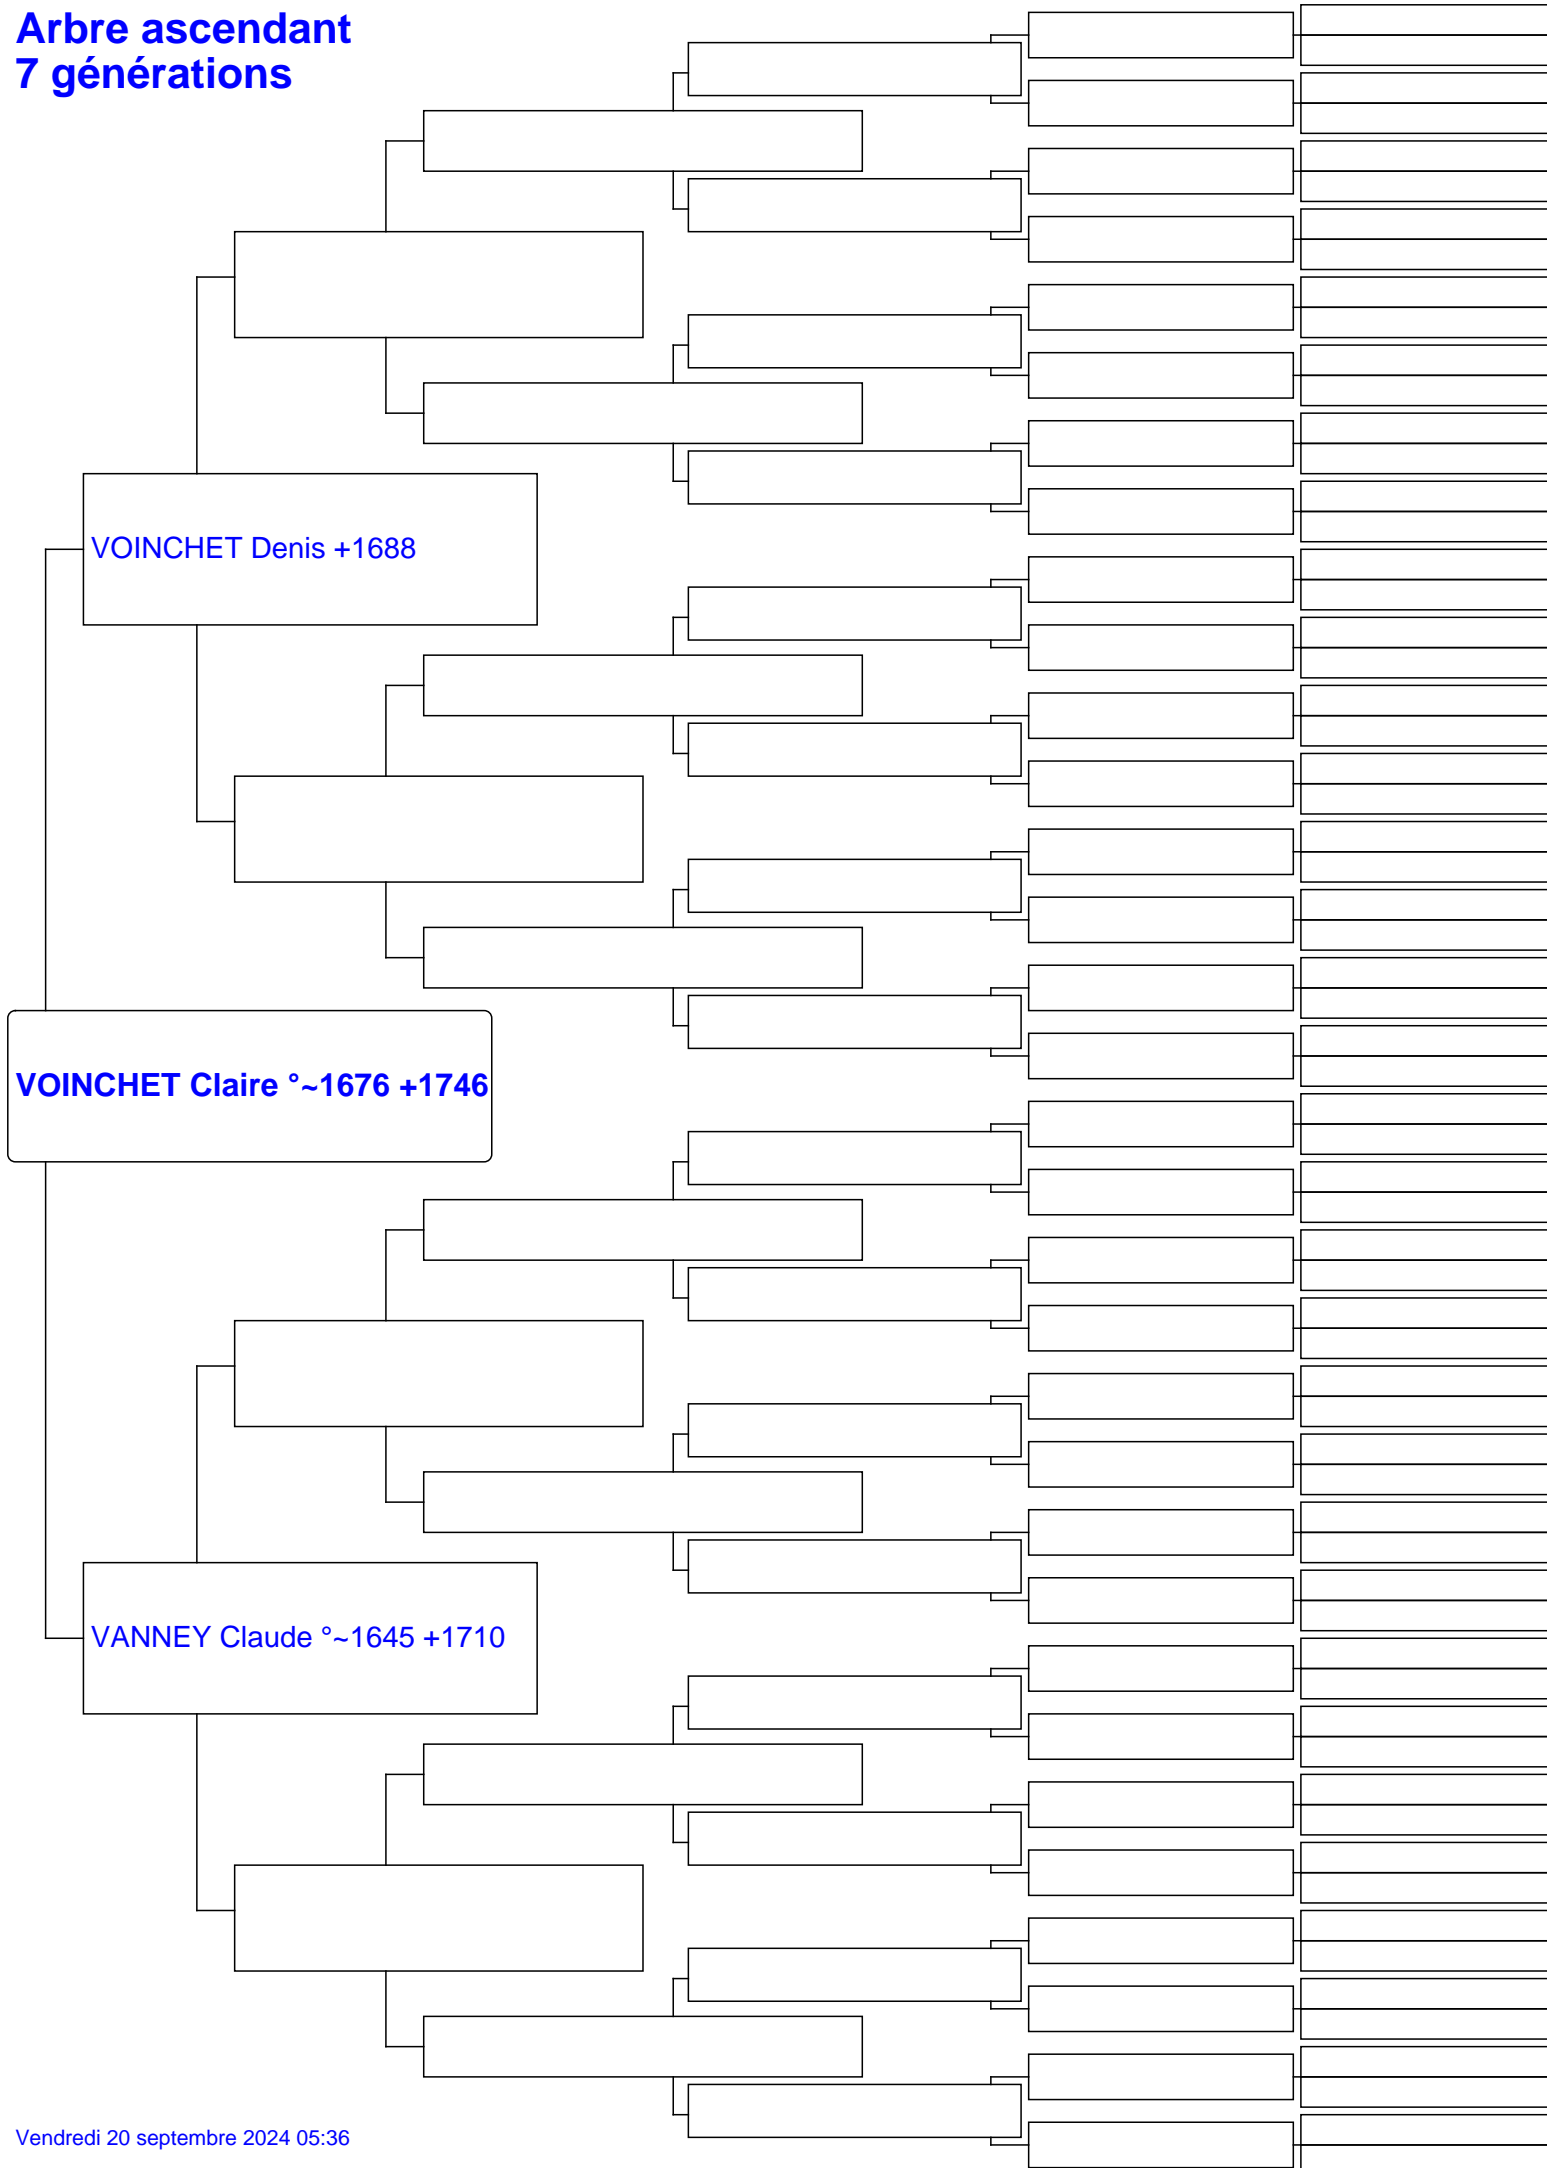 Arbre ascendant
7 générations
VOINCHET Denis +1688
VOINCHET Claire °~1676 +1746
VANNEY Claude °~1645 +1710
Vendredi 20 septembre 2024 05:36